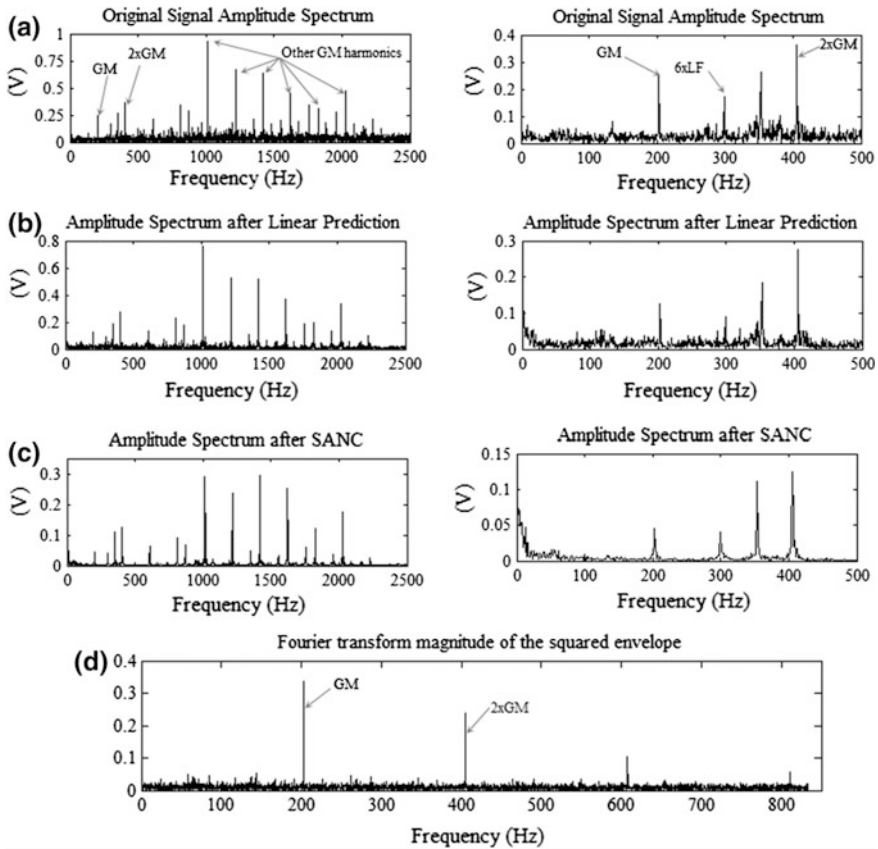 (a)
Original Signal Amplitude Spectrum
1
0.75
0.5
0.25
(V)
GM
2xGM
Other GM harmonics
0 500 1000 1500 2000 2500
Frequency (Hz)
Original Signal Amplitude Spectrum
0.4
0.3
0.2
0.1
0
(V)
GM
6xLF
2xGM
0 100 200 300 400 500
Frequency (Hz)
(b)
Amplitude Spectrum after Linear Prediction
0.8
0.6
0.4
0.2
0
(V)
0 500 1000 1500 2000 2500
Frequency (Hz)
Amplitude Spectrum after Linear Prediction
0.3
0.2
0.1
0
(V)
0 100 200 300 400 500
Frequency (Hz)
(c)
Amplitude Spectrum after SANC
0.3
0.2
0.1
0
(V)
0 500 1000 1500 2000 2500
Frequency (Hz)
Amplitude Spectrum after SANC
0.15
0.1
0.05
0
(V)
0 100 200 300 400 500
Frequency (Hz)
(d)
Fourier transform magnitude of the squared envelope
0.4
0.3
0.2
0.1
0
GM
2xGM
0 100 200 300 400 500 600 700 800
Frequency (Hz)